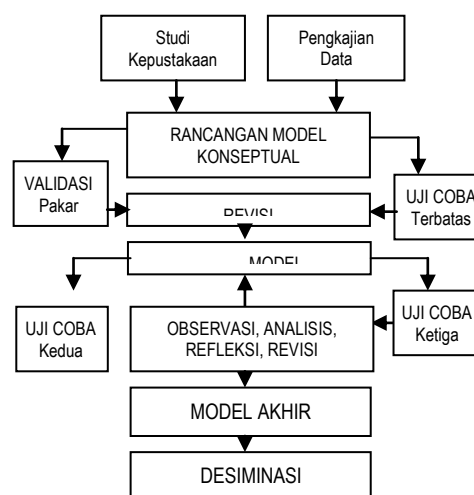 Studi
Kepustakaan
Pengkajian
Data
RANCANGAN MODEL
KONSEPTUAL
VALIDASI
Pakar
REVISI
UJI COBA
Terbatas
MODEL
UJI COBA
Kedua
OBSERVASI, ANALISIS,
REFLEKSI, REVISI
UJI COBA
Ketiga
MODEL AKHIR
DESIMINASI